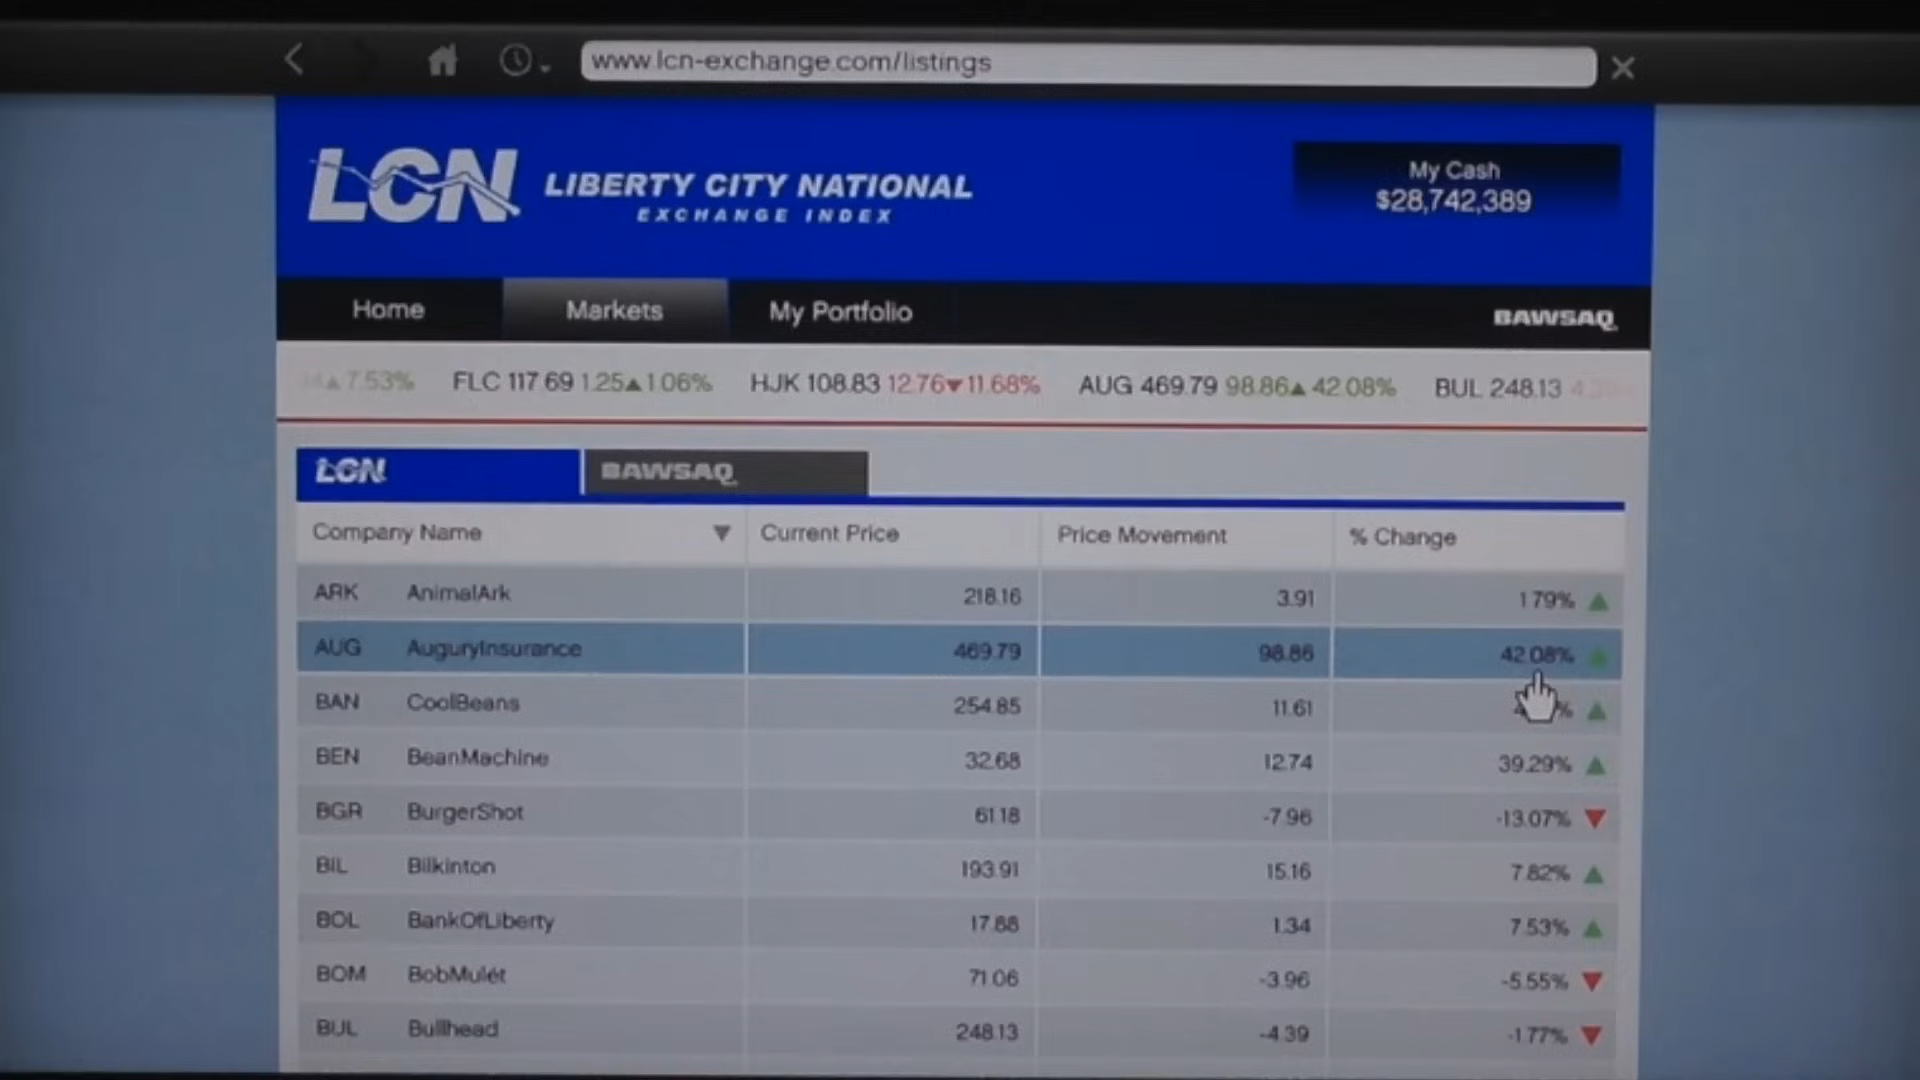 www.lcn-exchange.com/listings
LCN LIBERTY CITY NATIONAL
EXCHANGE INDEX
My Cash
$28,742,389
Home Markets My Portfolio BAWSAQ
7.53% FLC 117.69 1.25▲1.06% HJK 108.83 12.76▼11.68% AUG 469.79 98.86▲42.08% BUL 248.13
LCN BAWSAQ
Company Name ▼ Current Price Price Movement % Change
ARK AnimalArk 218.16 3.91 1.79% ▲
AUG AuguryInsurance 469.79 98.86 42.08% ▲
BAN CoolBeans 254.85 11.61 % ▲
BEN BeanMachine 32.68 12.74 39.29% ▲
BGR BurgerShot 61.18 -7.96 -13.07% ▼
BIL Bilkinton 193.91 15.16 7.82% ▲
BOL BankOfLiberty 17.88 1.34 7.53% ▲
BOM BobMulét 71.06 -3.96 -5.55% ▼
BUL Bullhead 248.13 -4.39 -1.77% ▼